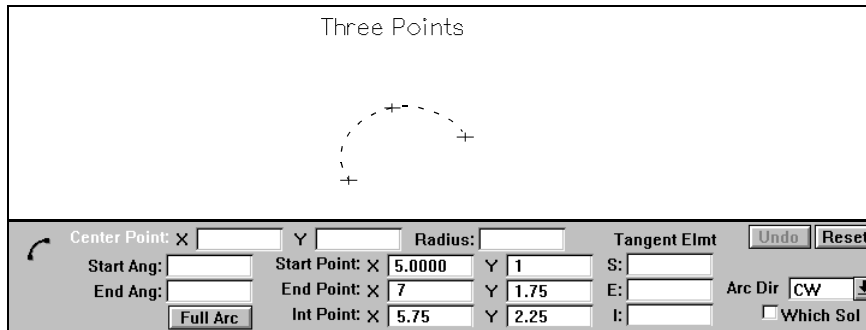 Three Points
Center Point: X Y Radius: Tangent Elmt Undo Reset
Start Ang: Start Point: X 5.0000 Y 1 S:
End Ang: End Point: X 7 Y 1.75 E: Arc Dir CW
Full Arc Int Point: X 5.75 Y 2.25 I: Which Sol